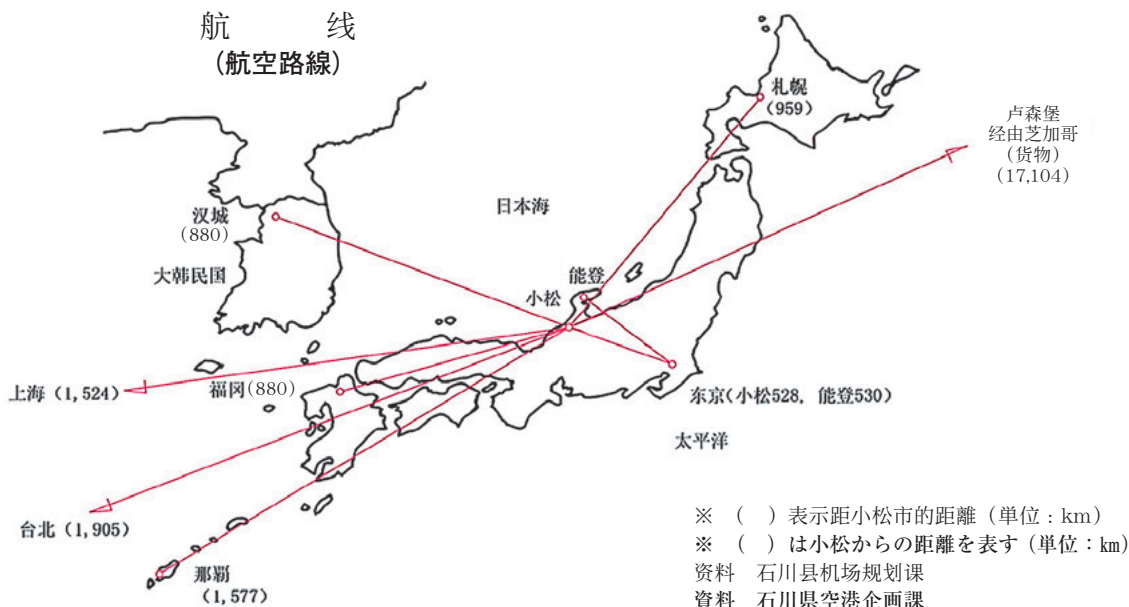 航 线
(航空路線)
札幌
(959)
卢森堡
经由芝加哥
(货物)
(17,104)
日本海
汉城
(880)
大韩民国
能登
小松
上海 (1,524)
福冈(880)
东京(小松528, 能登530)
太平洋
台北 (1,905)
那覇
(1,577)
※ ( ) 表示距小松市的距離 (单位 : km)
※ ( ) は小松からの距離を表す (単位 : ㎞)
资料 石川县机场规划课
資料 石川県空港企画課